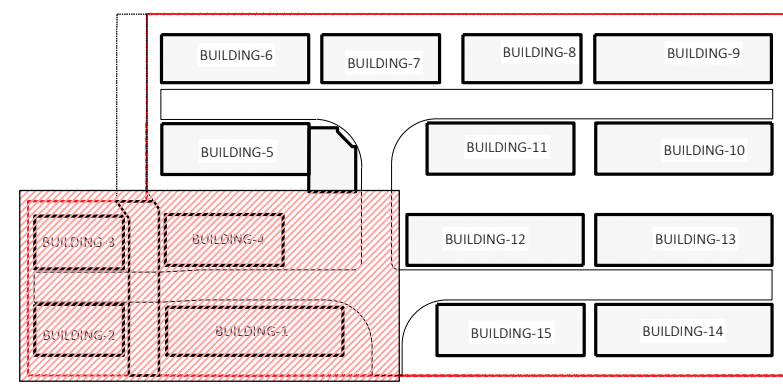 BUILDING-6
BUILDING-7
BUILDING-8
BUILDING-9
BUILDING-5
BUILDING-11
BUILDING-10
BUILDING-3
BUILDING-4
BUILDING-12
BUILDING-13
BUILDING-2
BUILDING-1
BUILDING-15
BUILDING-14